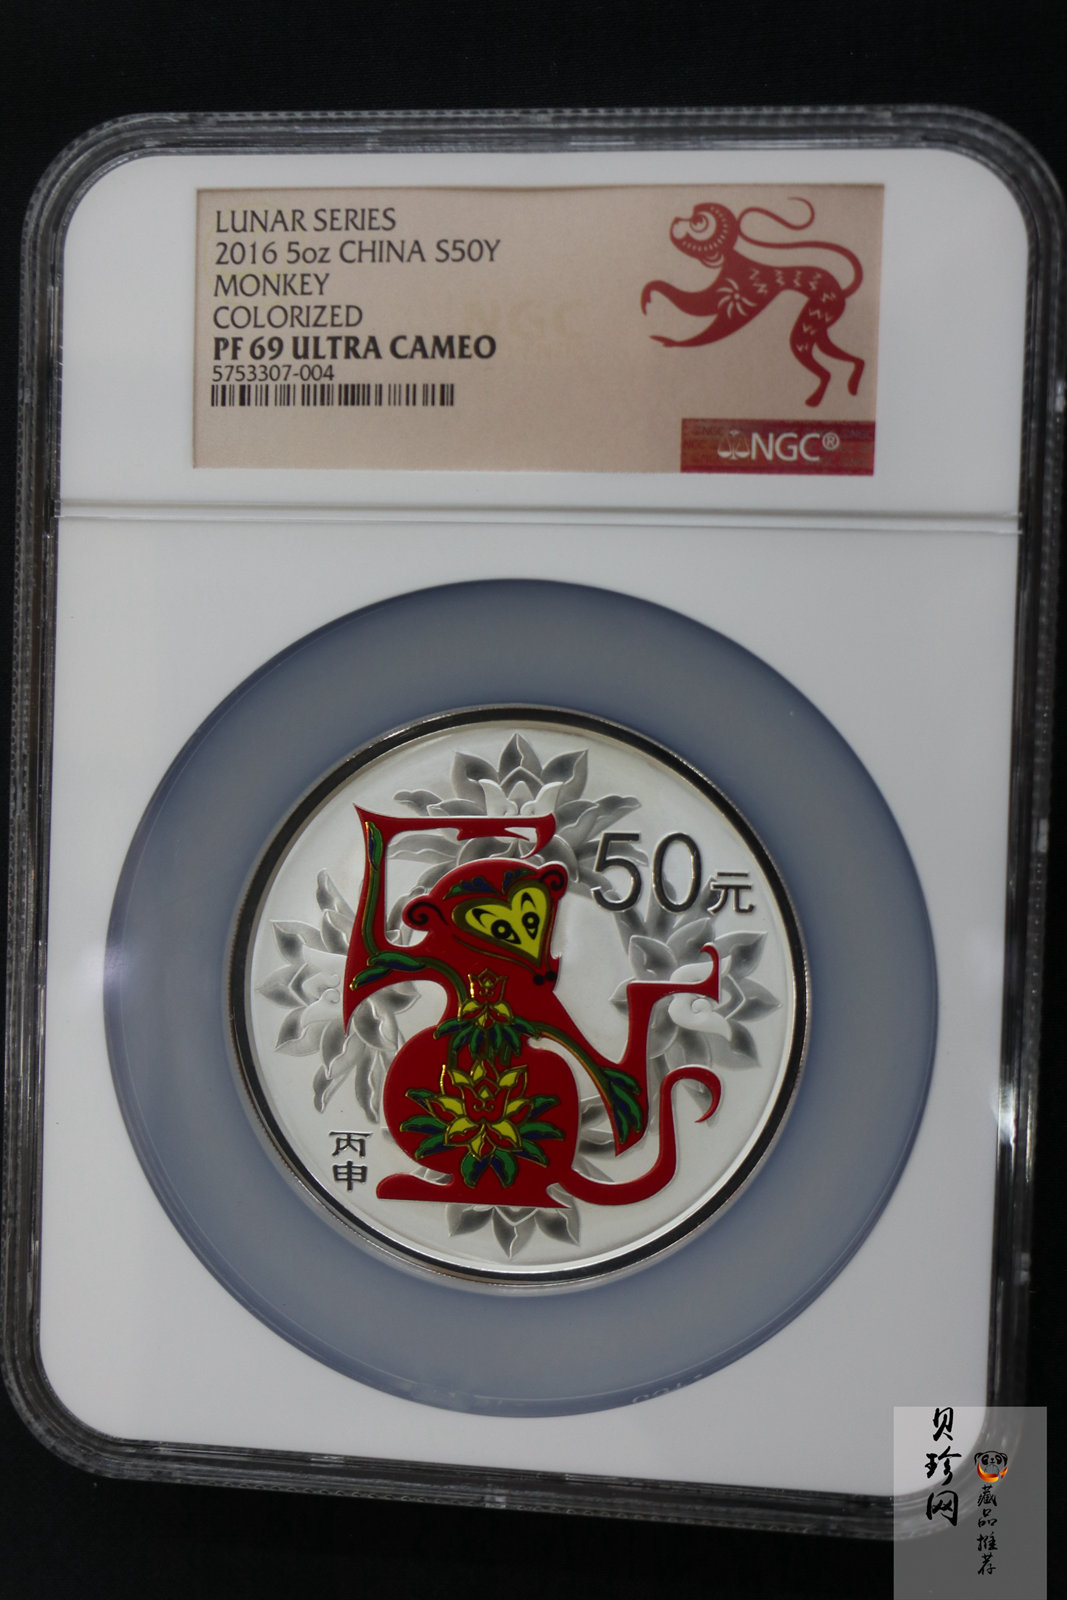 LUNAR SERIES
2016 5oz CHINA S50Y
MONKEY
COLORIZED
PF 69 ULTRA CAMEO
5753307-004
NGC®
50元
丙
申
贝珍网
藏品推荐